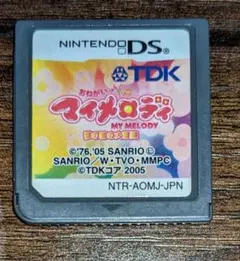 NINTENDO DS
TDK
おねがい
マイメロディ
MY MELODY
©'76,'05 SANRIO Ⓛ
SANRIO/W・TVO・MMPC
©TDKコア 2005
NTR-AOMJ-JPN